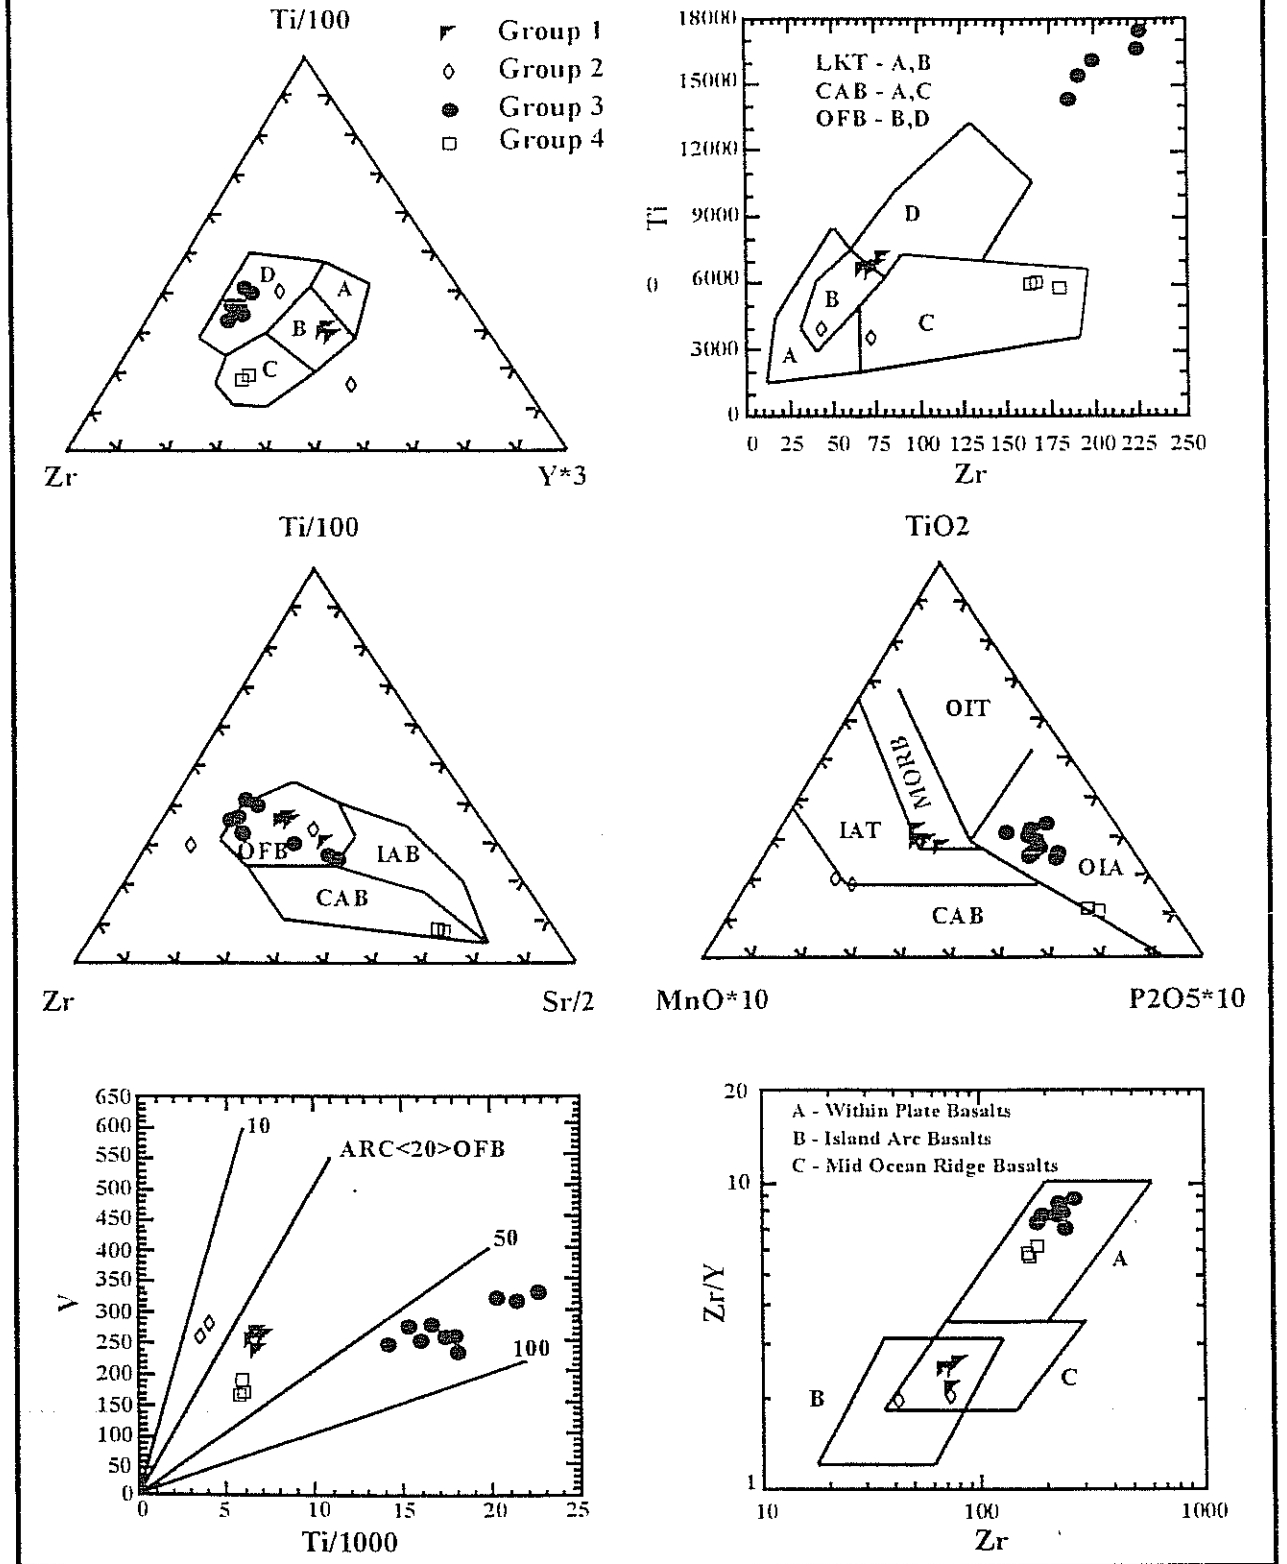 Ti/100
Group 1
Group 2
Group 3
Group 4
D
A
B
C
Zr
Y*3
18000
15000
12000
9000
6000
3000
0
Ti
0
LKT - A,B
CAB - A,C
OFB - B,D
D
B
C
A
0 25 50 75 100 125 150 175 200 225 250
Zr
Ti/100
OFB
IAB
CAB
Zr
Sr/2
TiO2
OIT
MORB
IAT
OIA
CAB
MnO*10
P2O5*10
650
600
550
500
450
400
350
300
250
200
150
100
50
0
V
10
ARC<20>OFB
50
100
0 5 10 15 20 25
Ti/1000
20
10
1
Zr/Y
A - Within Plate Basalts
B - Island Arc Basalts
C - Mid Ocean Ridge Basalts
A
B
C
10 100 1000
Zr